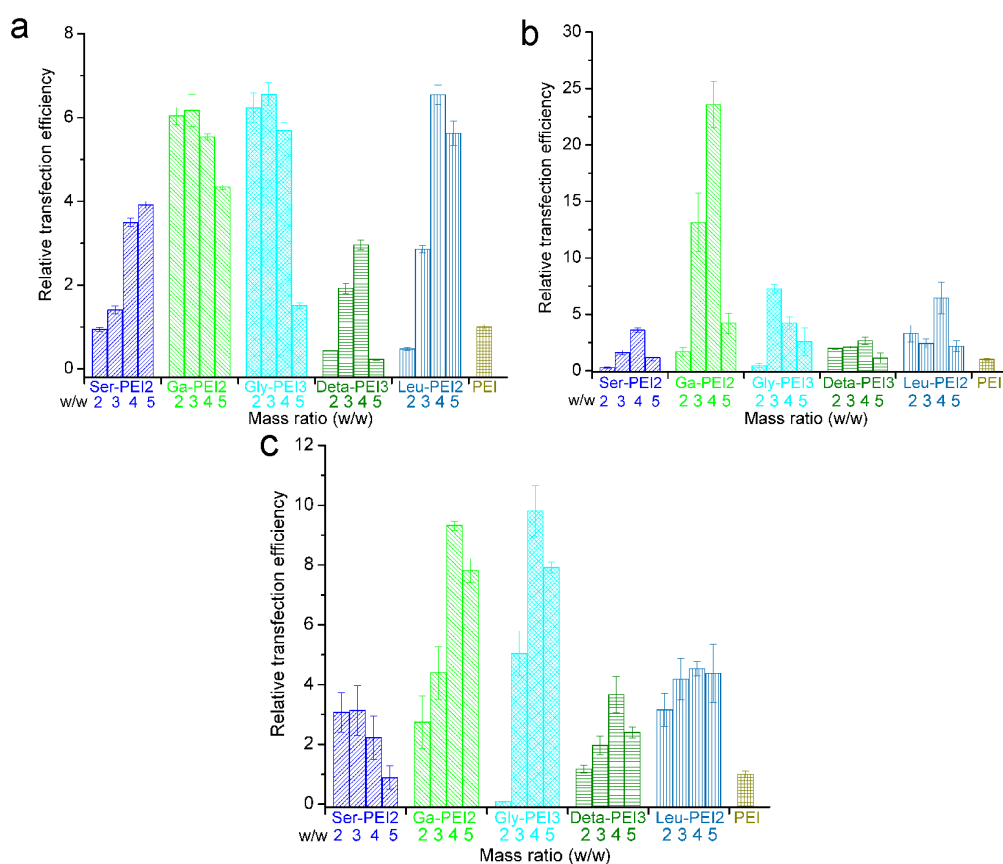 a
Relative transfection efficiency
8
6
4
2
0
Ser-PEI2 Ga-PEI2 Gly-PEI3 Deta-PEI3 Leu-PEI2 PEI
w/w 2 3 4 5 2 3 4 5 2 3 4 5 2 3 4 5 2 3 4 5
Mass ratio (w/w)
b
Relative transfection efficiency
30
25
20
15
10
5
0
Ser-PEI2 Ga-PEI2 Gly-PEI3 Deta-PEI3 Leu-PEI2 PEI
w/w 2 3 4 5 2 3 4 5 2 3 4 5 2 3 4 5 2 3 4 5
Mass ratio (w/w)
c
Relative transfection efficiency
12
10
8
6
4
2
0
Ser-PEI2 Ga-PEI2 Gly-PEI3 Deta-PEI3 Leu-PEI2 PEI
w/w 2 3 4 5 2 3 4 5 2 3 4 5 2 3 4 5 2 3 4 5
Mass ratio (w/w)